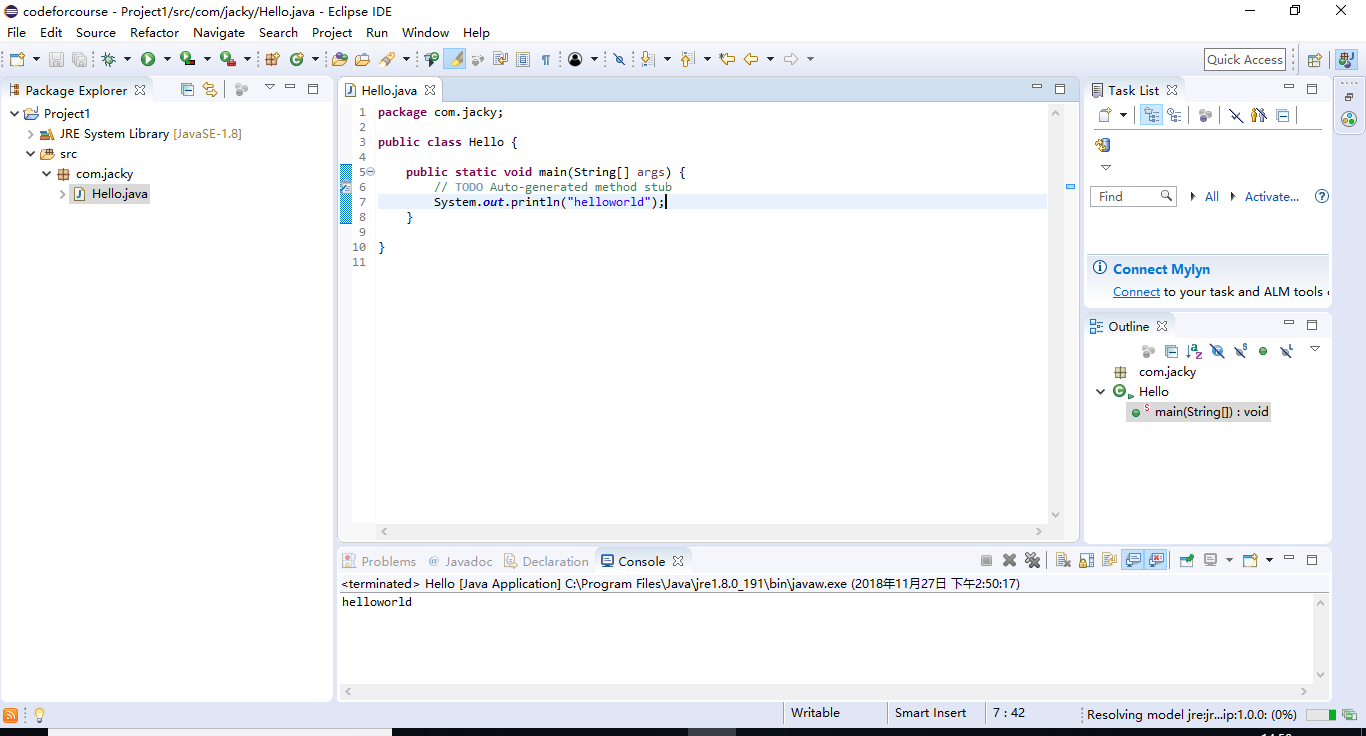 codeforcourse - Project1/src/com/jacky/Hello.java - Eclipse IDE
File Edit Source Refactor Navigate Search Project Run Window Help
Quick Access
Package Explorer
Project1
JRE System Library [JavaSE-1.8]
src
com.jacky
Hello.java
Hello.java
1 package com.jacky;
2
3 public class Hello {
4
5 public static void main(String[] args) {
6 // TODO Auto-generated method stub
7 System.out.println("helloworld");
8 }
9
10 }
11
Task List
Find All Activate...
Connect Mylyn
Connect to your task and ALM tools
Outline
com.jacky
Hello
main(String[]) : void
Problems @ Javadoc Declaration Console
<terminated> Hello [Java Application] C:\Program Files\Java\jre1.8.0_191\bin\javaw.exe (2018年11月27日 下午2:50:17)
helloworld
Writable Smart Insert 7 : 42 Resolving model jre:jr...ip:1.0.0: (0%)